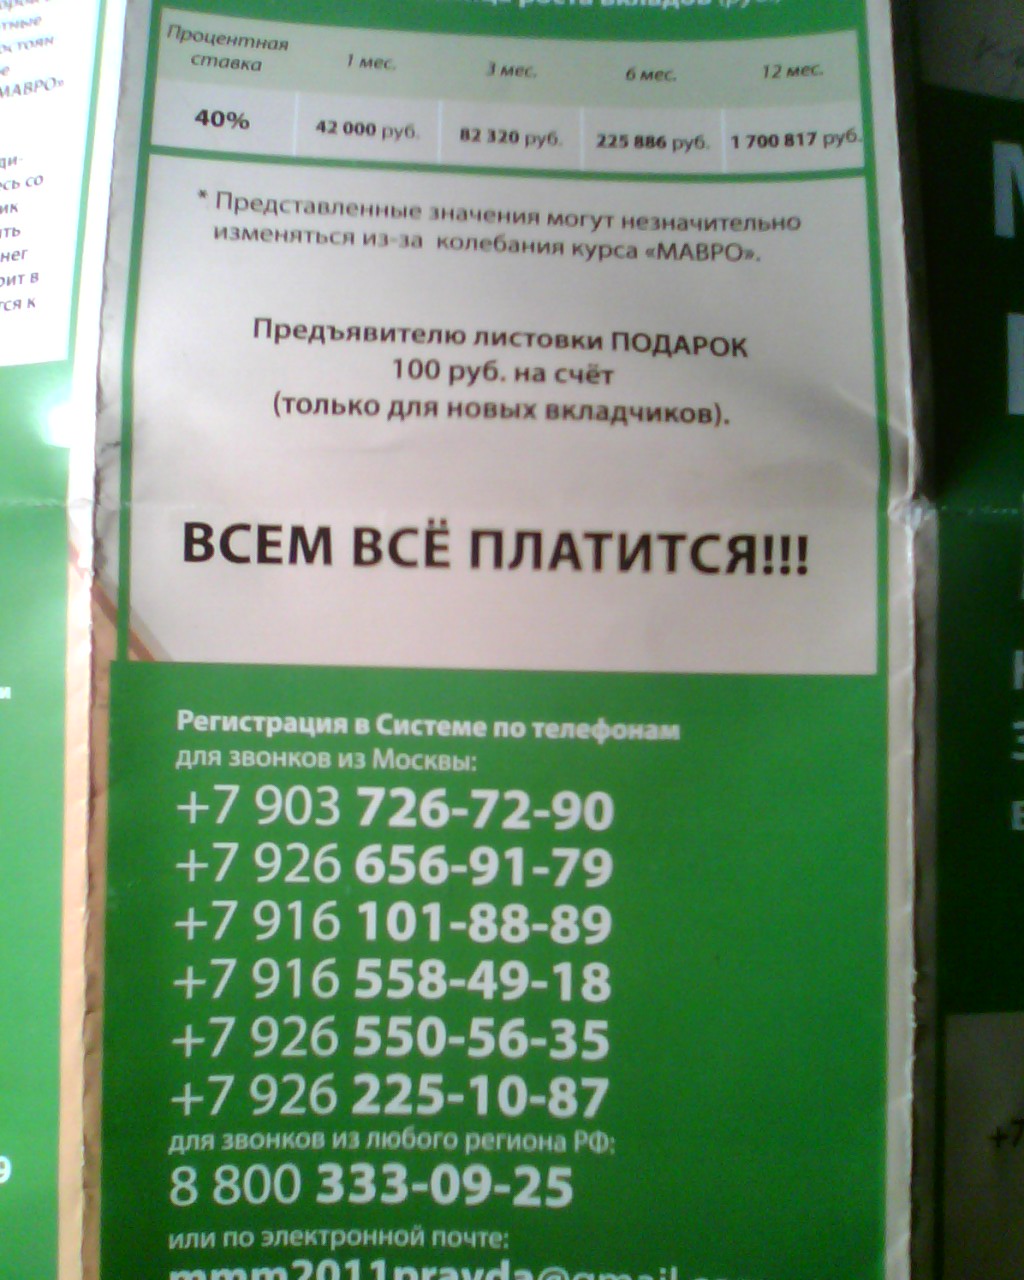 роста вкладов (руб.)
Процентная ставка 1 мес. 3 мес. 6 мес. 12 мес.
40% 42 000 руб. 82 320 руб. 225 886 руб. 1 700 817 руб.
* Представленные значения могут незначительно
изменяться из-за колебания курса «МАВРО».
Предъявителю листовки ПОДАРОК
100 руб. на счёт
(только для новых вкладчиков).
ВСЕМ ВСЁ ПЛАТИТСЯ!!!
Регистрация в Системе по телефонам
для звонков из Москвы:
+7 903 726-72-90
+7 926 656-91-79
+7 916 101-88-89
+7 916 558-49-18
+7 926 550-56-35
+7 926 225-10-87
для звонков из любого региона РФ:
8 800 333-09-25
или по электронной почте:
mmm2011pravda@gmail.